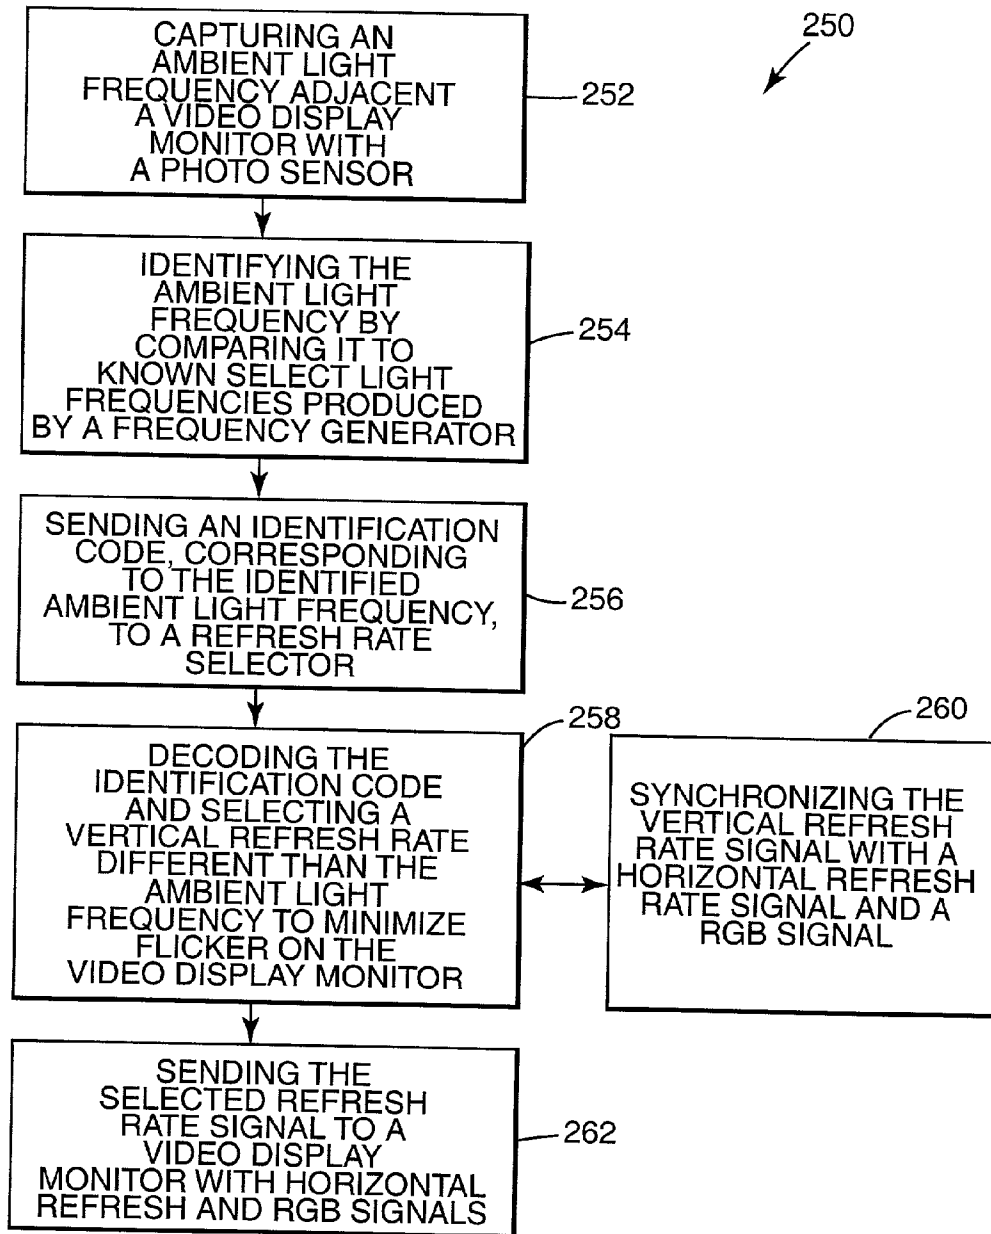 250
CAPTURING AN
AMBIENT LIGHT
FREQUENCY ADJACENT
A VIDEO DISPLAY
MONITOR WITH
A PHOTO SENSOR
252
IDENTIFYING THE
AMBIENT LIGHT
FREQUENCY BY
COMPARING IT TO
KNOWN SELECT LIGHT
FREQUENCIES PRODUCED
BY A FREQUENCY GENERATOR
254
SENDING AN IDENTIFICATION
CODE, CORRESPONDING
TO THE IDENTIFIED
AMBIENT LIGHT FREQUENCY,
TO A REFRESH RATE
SELECTOR
256
DECODING THE
IDENTIFICATION CODE
AND SELECTING A
VERTICAL REFRESH RATE
DIFFERENT THAN THE
AMBIENT LIGHT
FREQUENCY TO MINIMIZE
FLICKER ON THE
VIDEO DISPLAY MONITOR
258
SYNCHRONIZING THE
VERTICAL REFRESH
RATE SIGNAL WITH A
HORIZONTAL REFRESH
RATE SIGNAL AND A
RGB SIGNAL
260
SENDING THE
SELECTED REFRESH
RATE SIGNAL TO A
VIDEO DISPLAY
MONITOR WITH HORIZONTAL
REFRESH AND RGB SIGNALS
262